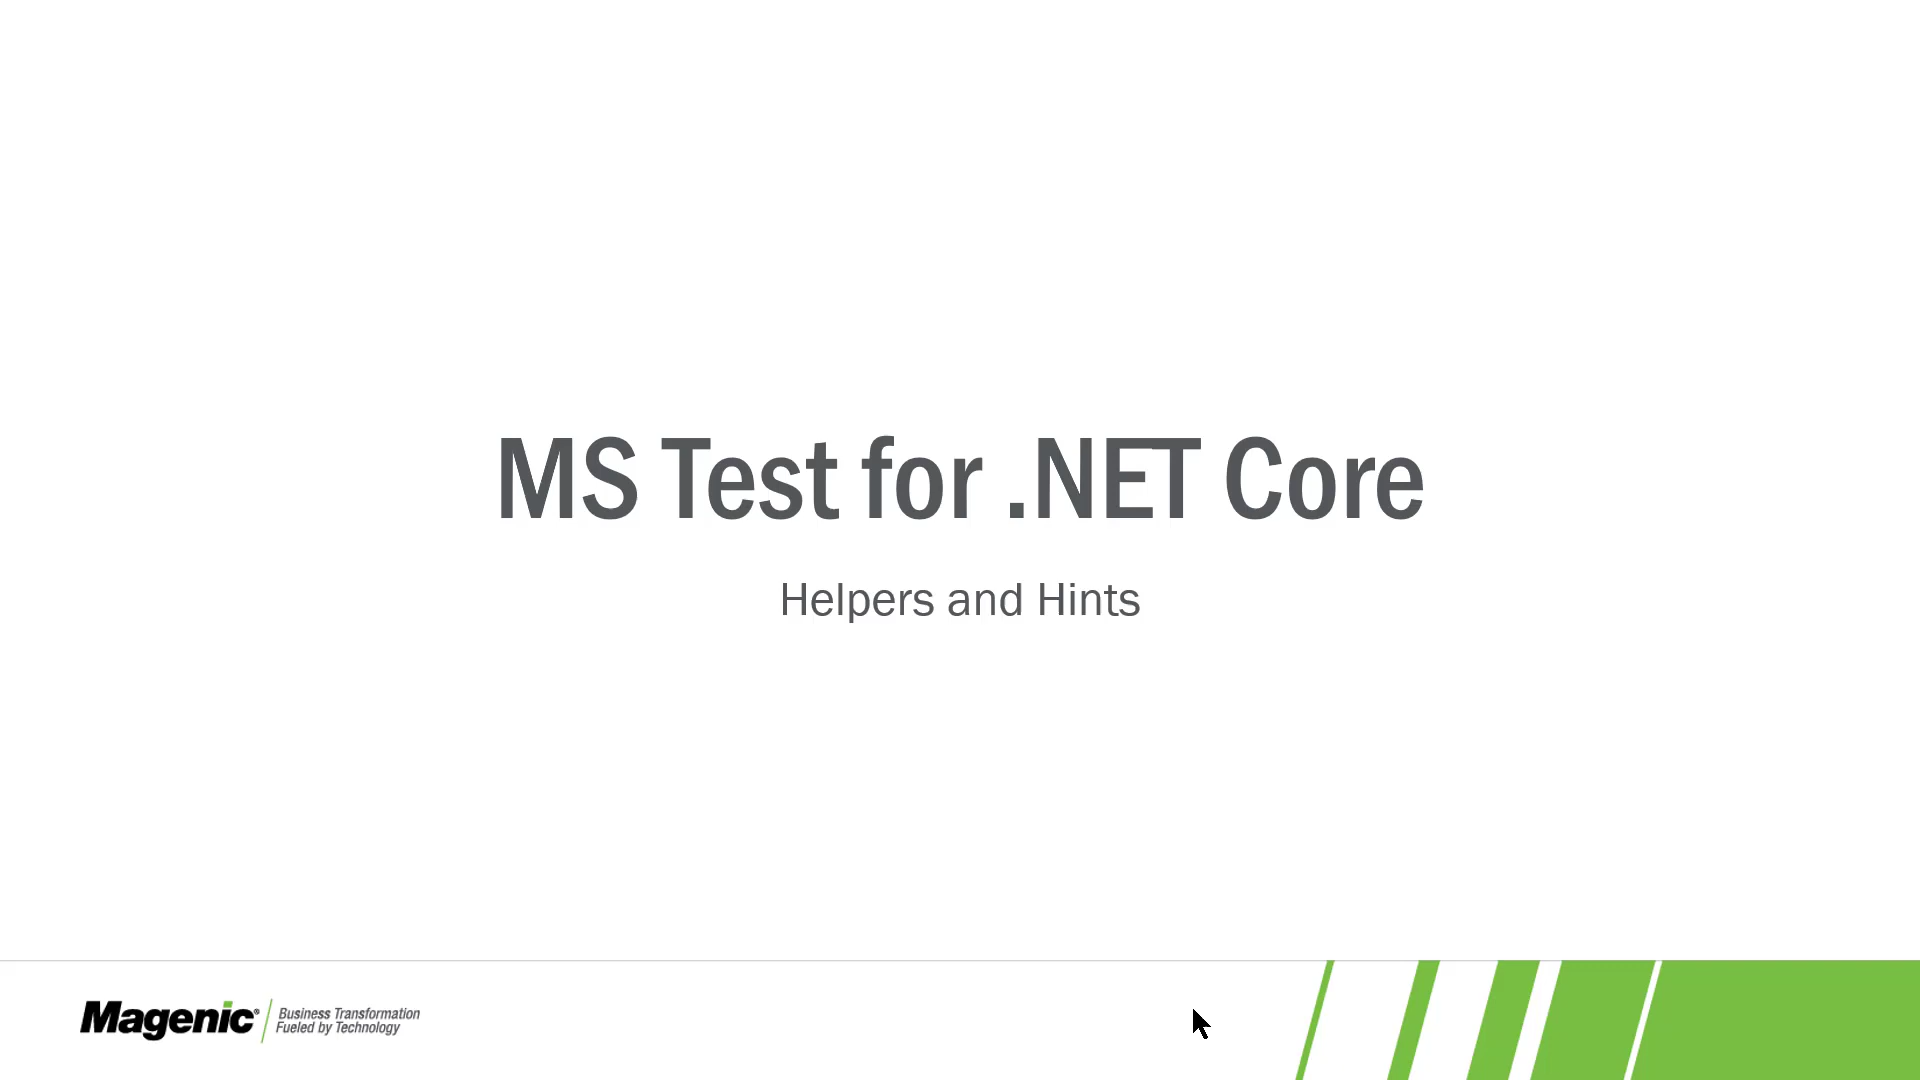 MS Test for .NET Core
Helpers and Hints
Magenic® Business Transformation
Fueled by Technology